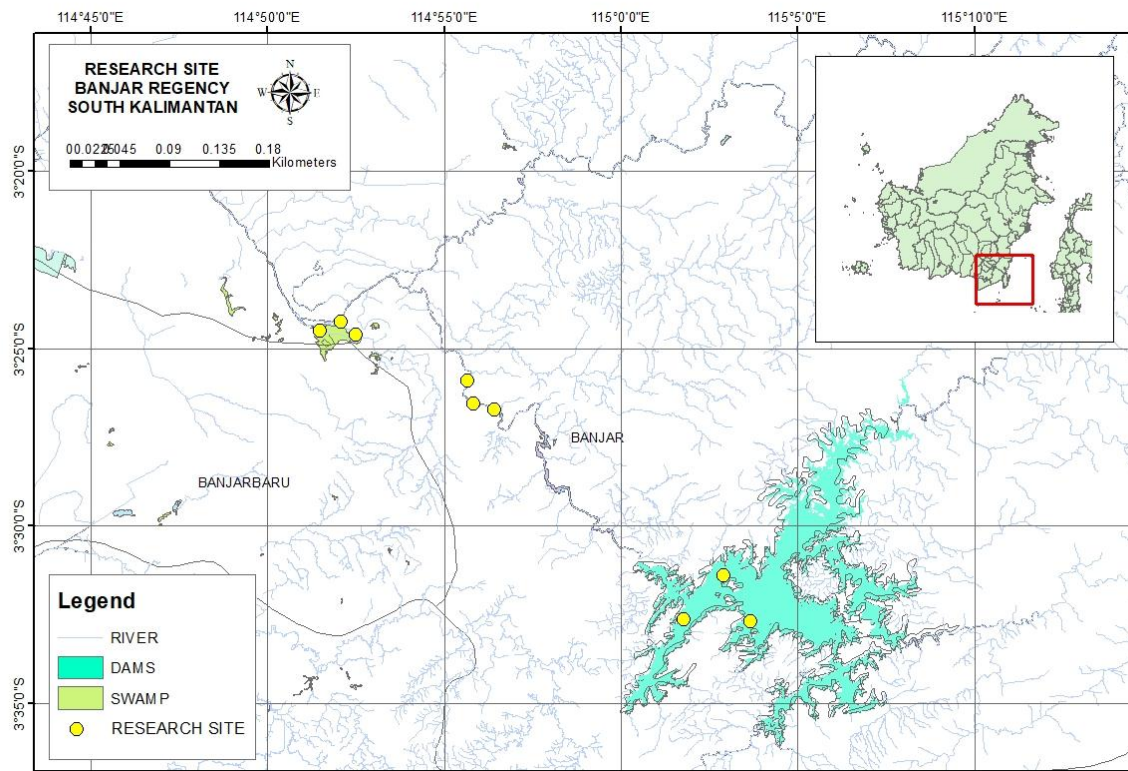 114°45'0"E 114°50'0"E 114°55'0"E 115°0'0"E 115°5'0"E 115°10'0"E
RESEARCH SITE
BANJAR REGENCY
SOUTH KALIMANTAN
N
W E
S
0.09 0.135 0.18
Kilometers
3°20'0"S
3°25'0"S
BANJAR
BANJARBARU
3°30'0"S
Legend
RIVER
DAMS
SWAMP
RESEARCH SITE
3°35'0"S